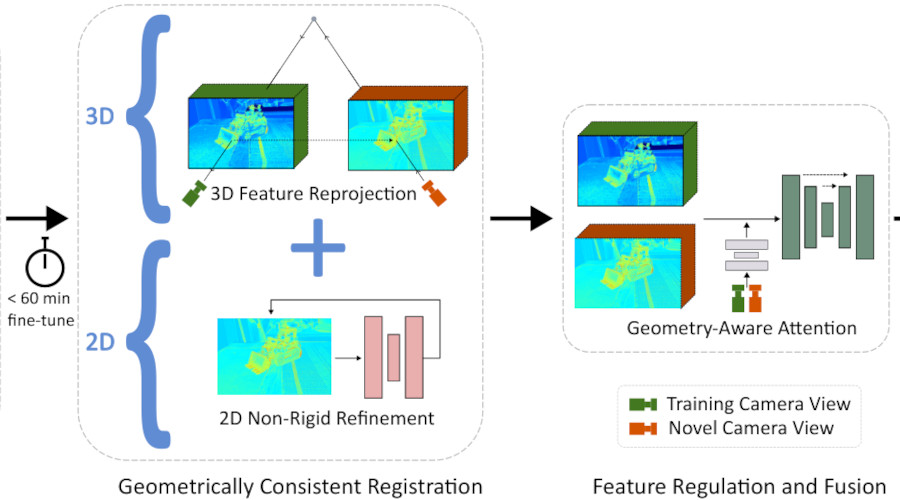 3D
3D Feature Reprojection
< 60 min
fine-tune
2D
2D Non-Rigid Refinement
Geometrically Consistent Registration
Geometry-Aware Attention
Training Camera View
Novel Camera View
Feature Regulation and Fusion